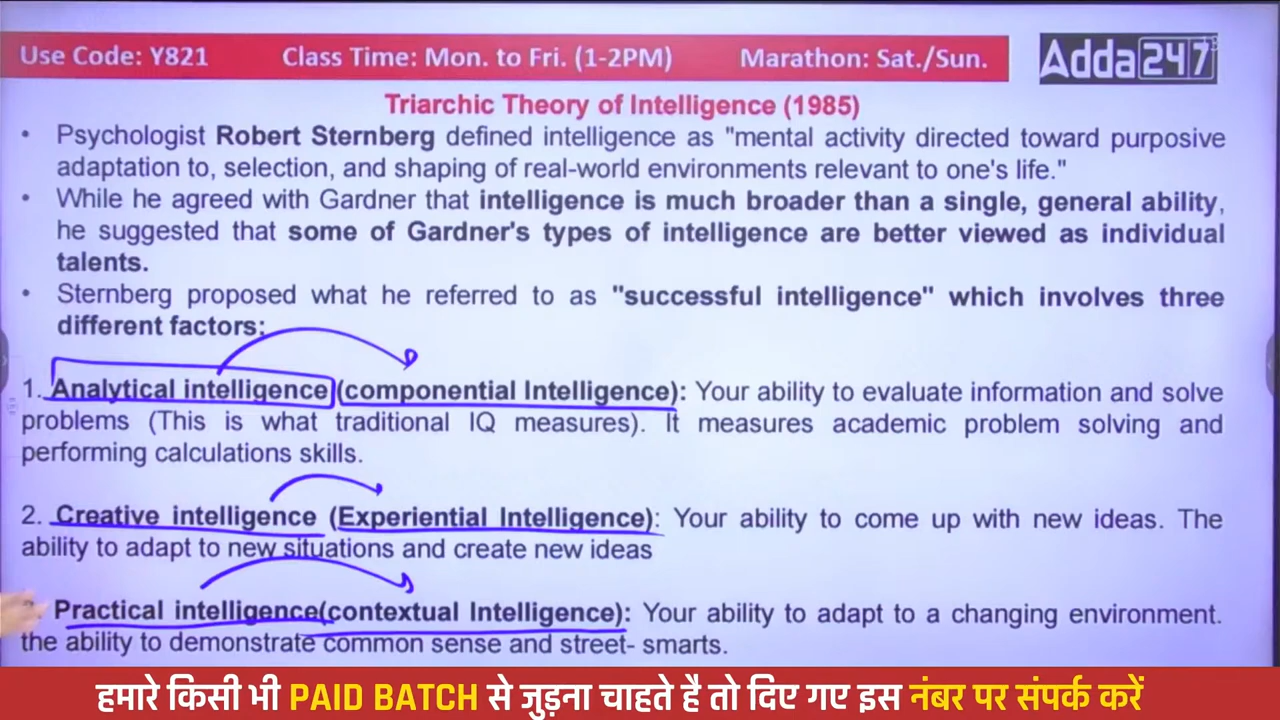 Use Code: Y821 Class Time: Mon. to Fri. (1-2PM) Marathon: Sat./Sun. Adda247
Triarchic Theory of Intelligence (1985)
• Psychologist Robert Sternberg defined intelligence as "mental activity directed toward purposive
adaptation to, selection, and shaping of real-world environments relevant to one's life."
• While he agreed with Gardner that intelligence is much broader than a single, general ability,
he suggested that some of Gardner's types of intelligence are better viewed as individual
talents.
• Sternberg proposed what he referred to as "successful intelligence" which involves three
different factors:
1. Analytical intelligence (componential Intelligence): Your ability to evaluate information and solve
problems (This is what traditional IQ measures). It measures academic problem solving and
performing calculations skills.
2. Creative intelligence (Experiential Intelligence): Your ability to come up with new ideas. The
ability to adapt to new situations and create new ideas
Practical intelligence(contextual Intelligence): Your ability to adapt to a changing environment.
the ability to demonstrate common sense and street- smarts.
हमारे किसी भी PAID BATCH से जुड़ना चाहते है तो दिए गए इस नंबर पर संपर्क करें